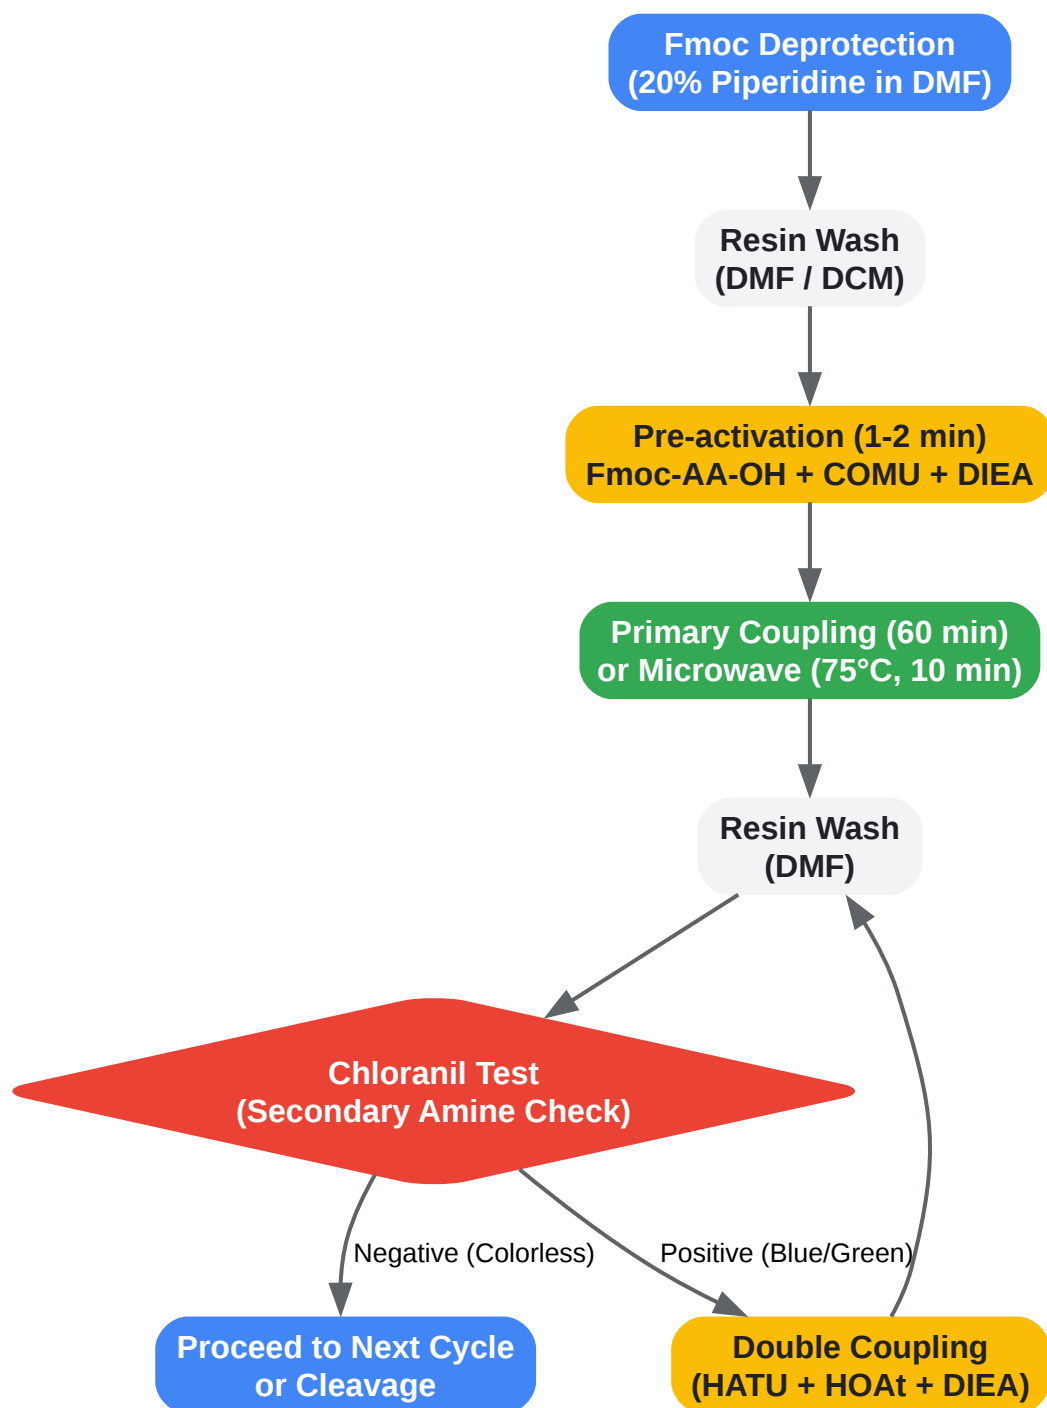 Fmoc Deprotection
(20% Piperidine in DMF)
Resin Wash
(DMF / DCM)
Pre-activation (1-2 min)
Fmoc-AA-OH + COMU + DIEA
Primary Coupling (60 min)
or Microwave (75°C, 10 min)
Resin Wash
(DMF)
Chloranil Test
(Secondary Amine Check)
Negative (Colorless)
Positive (Blue/Green)
Proceed to Next Cycle
or Cleavage
Double Coupling
(HATU + HOAt + DIEA)